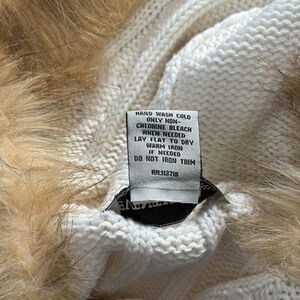 HAND WASH COLD
ONLY NON-
CHLORINE BLEACH
WHEN NEEDED
LAY FLAT TO DRY
WARM IRON
IF NEEDED
DO NOT IRON TRIM
RN:113718